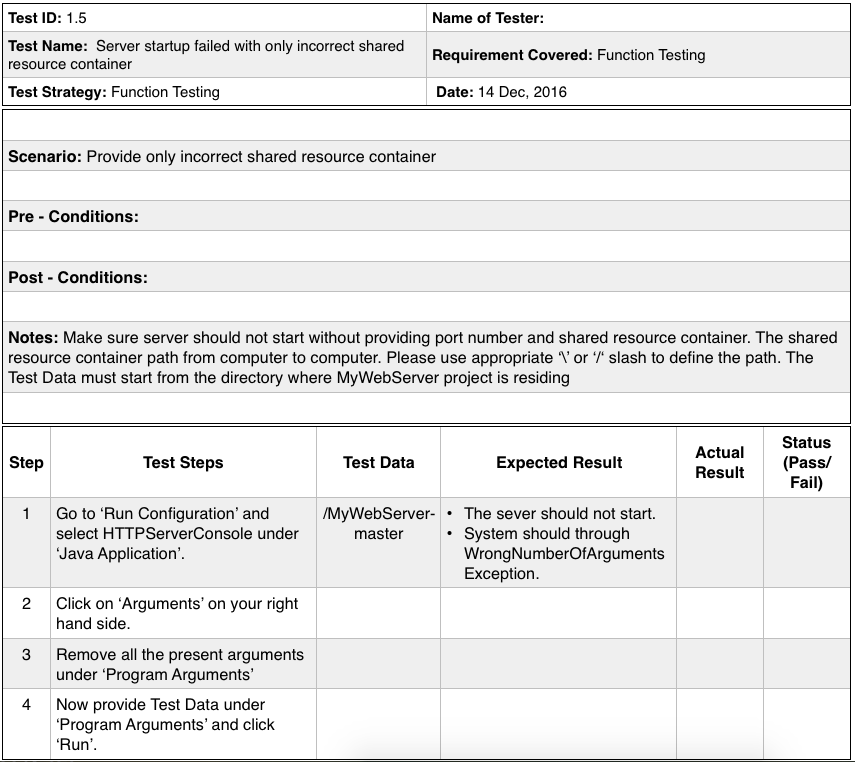 Test ID: 1.5
Name of Tester:
Test Name:  Server startup failed with only incorrect shared
resource container
Requirement Covered: Function Testing
Test Strategy: Function Testing
Date: 14 Dec, 2016
Scenario: Provide only incorrect shared resource container
Pre - Conditions:
Post - Conditions:
Notes: Make sure server should not start without providing port number and shared resource container. The shared
resource container path from computer to computer. Please use appropriate ‘\’ or ‘/‘ slash to define the path. The
Test Data must start from the directory where MyWebServer project is residing
Step
Test Steps
Test Data
Expected Result
Actual
Result
Status
(Pass/
Fail)
1
Go to ‘Run Configuration’ and
select HTTPServerConsole under
‘Java Application’.
/MyWebServer-
master
• The sever should not start.
• System should through
WrongNumberOfArguments
Exception.
2
Click on ‘Arguments’ on your right
hand side.
3
Remove all the present arguments
under ‘Program Arguments’
4
Now provide Test Data under
‘Program Arguments’ and click
‘Run’.